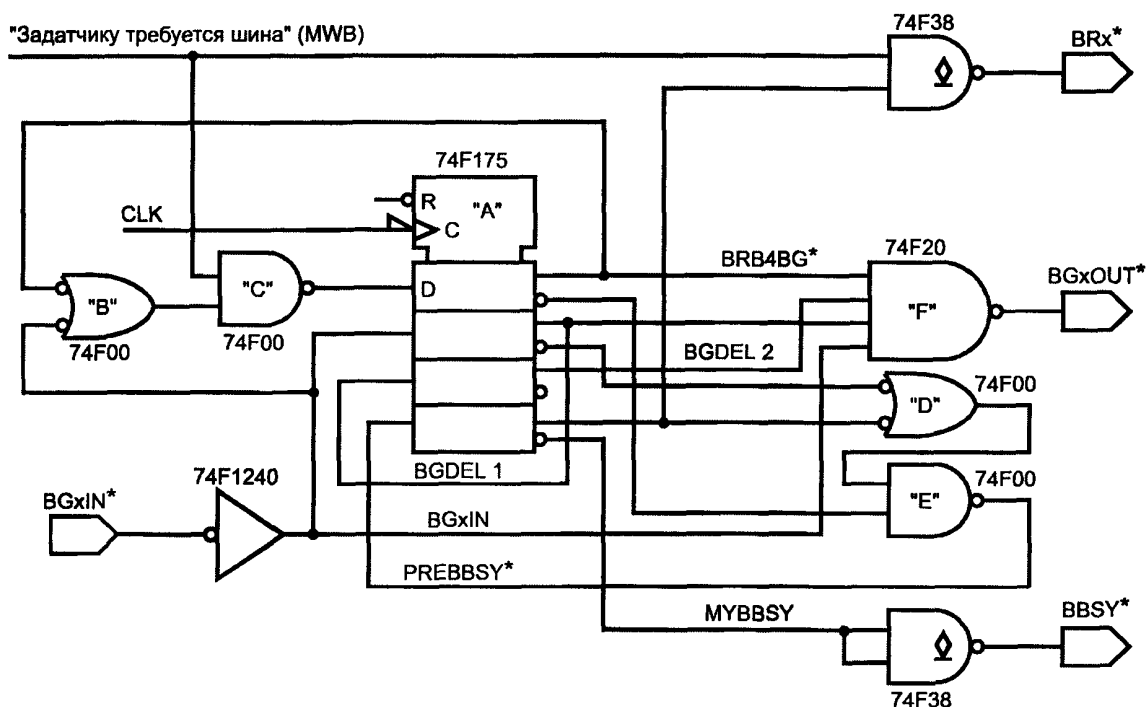 "Задатчику требуется шина" (MWB)
74F38
BRx*
74F175
R
"A"
CLK
C
BRB4BG*
74F20
BGxOUT*
"B"
"C"
D
"F"
74F00
74F00
BGDEL 2
74F00
"D"
BGDEL 1
74F1240
74F00
BGxIN*
"E"
BGxIN
PREBBSY*
MYBBSY
BBSY*
74F38